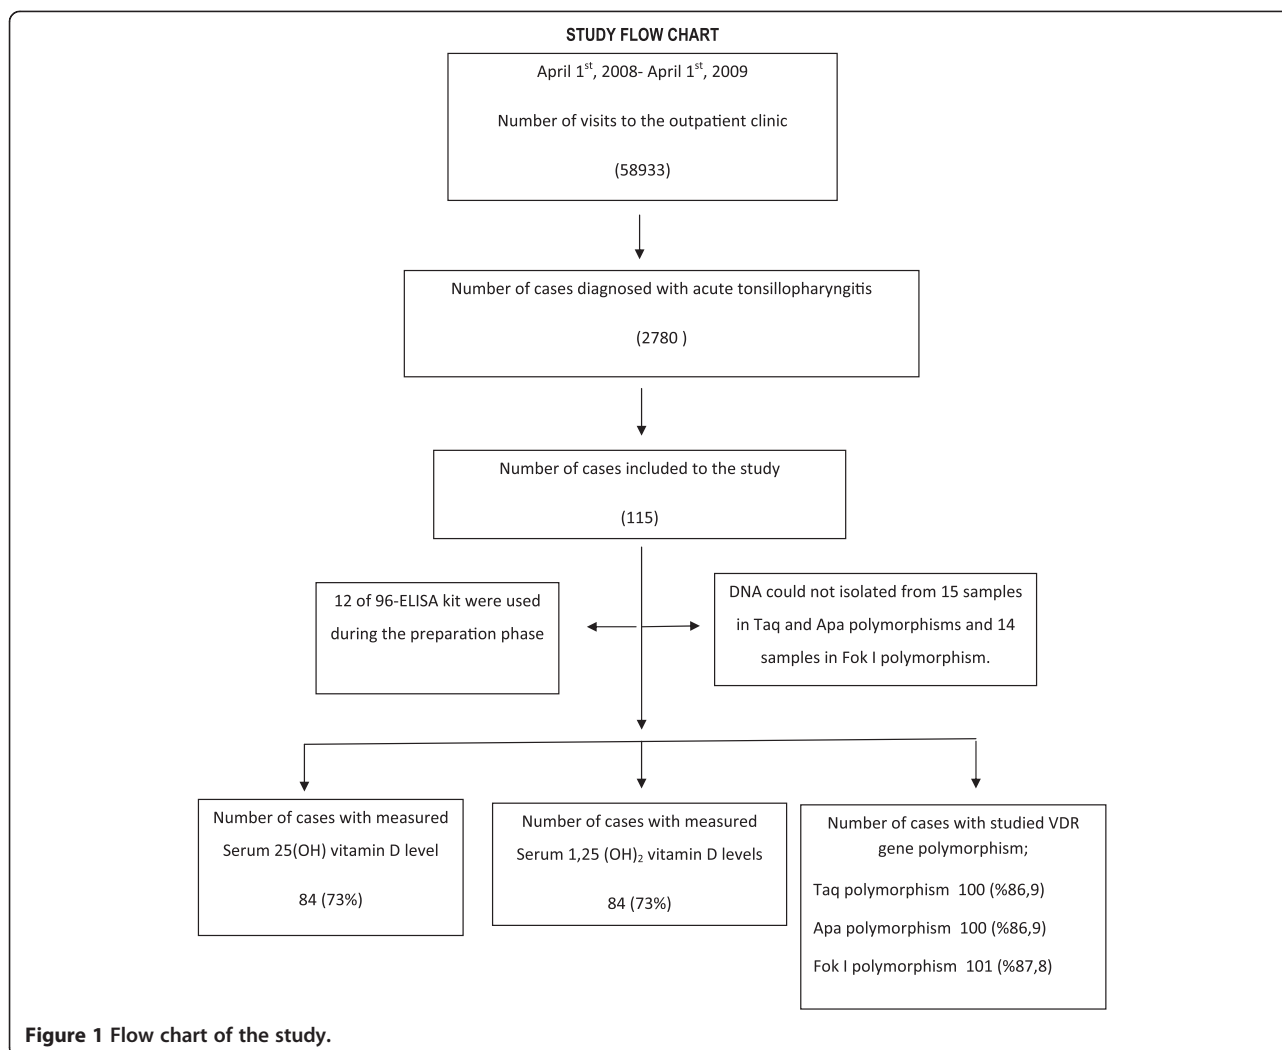 STUDY FLOW CHART
April 1st, 2008- April 1st, 2009
Number of visits to the outpatient clinic
(58933)
Number of cases diagnosed with acute tonsillopharyngitis
(2780 )
Number of cases included to the study
(115)
12 of 96-ELISA kit were used
during the preparation phase
DNA could not isolated from 15 samples
in Taq and Apa polymorphisms and 14
samples in Fok I polymorphism.
Number of cases with measured
Serum 25(OH) vitamin D level
84 (73%)
Number of cases with measured
Serum 1,25 (OH)2 vitamin D levels
84 (73%)
Number of cases with studied VDR
gene polymorphism;
Taq polymorphism 100 (%86,9)
Apa polymorphism 100 (%86,9)
Fok I polymorphism 101 (%87,8)
Figure 1 Flow chart of the study.